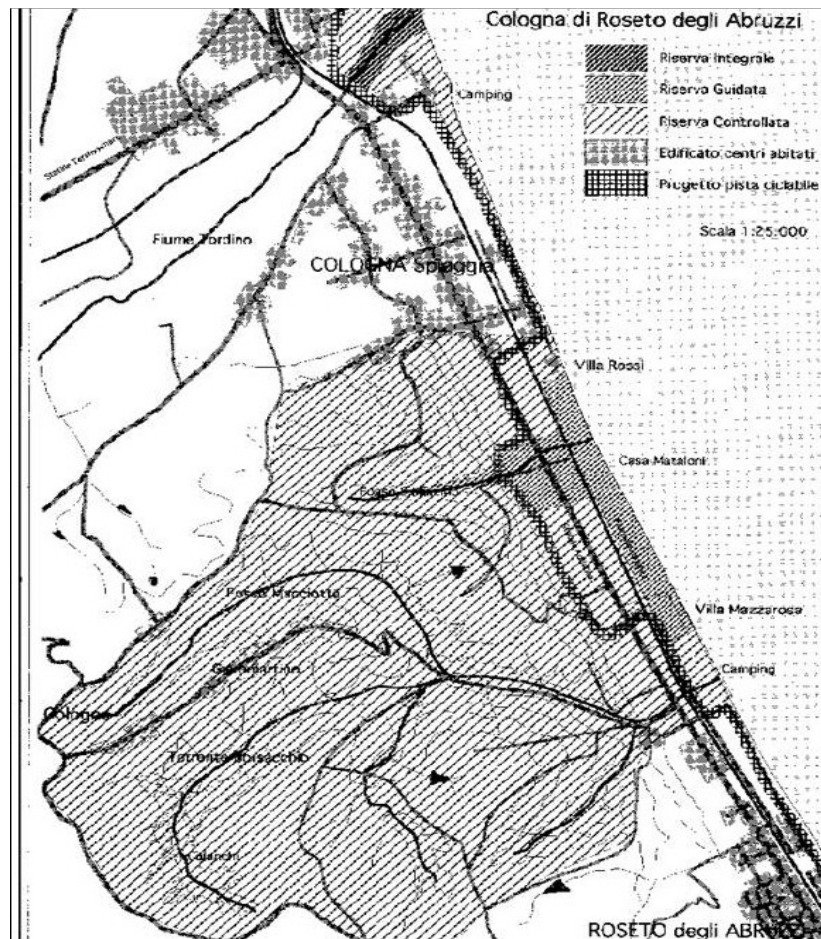 Cologna di Roseto degli Abruzzi
Riserva Integrale
Riserva Guidata
Camping
Riserva Controllata
Edificato centri abitati
Progetto pista ciclabile
Scala 1:25.000
Fiume Tordino
COLOGNA Spiaggia
Villa Rossi
Casa Mataloni
Villa Mazzarosa
Camping
Cologna
Calanchi
ROSETO degli ABRUZZI